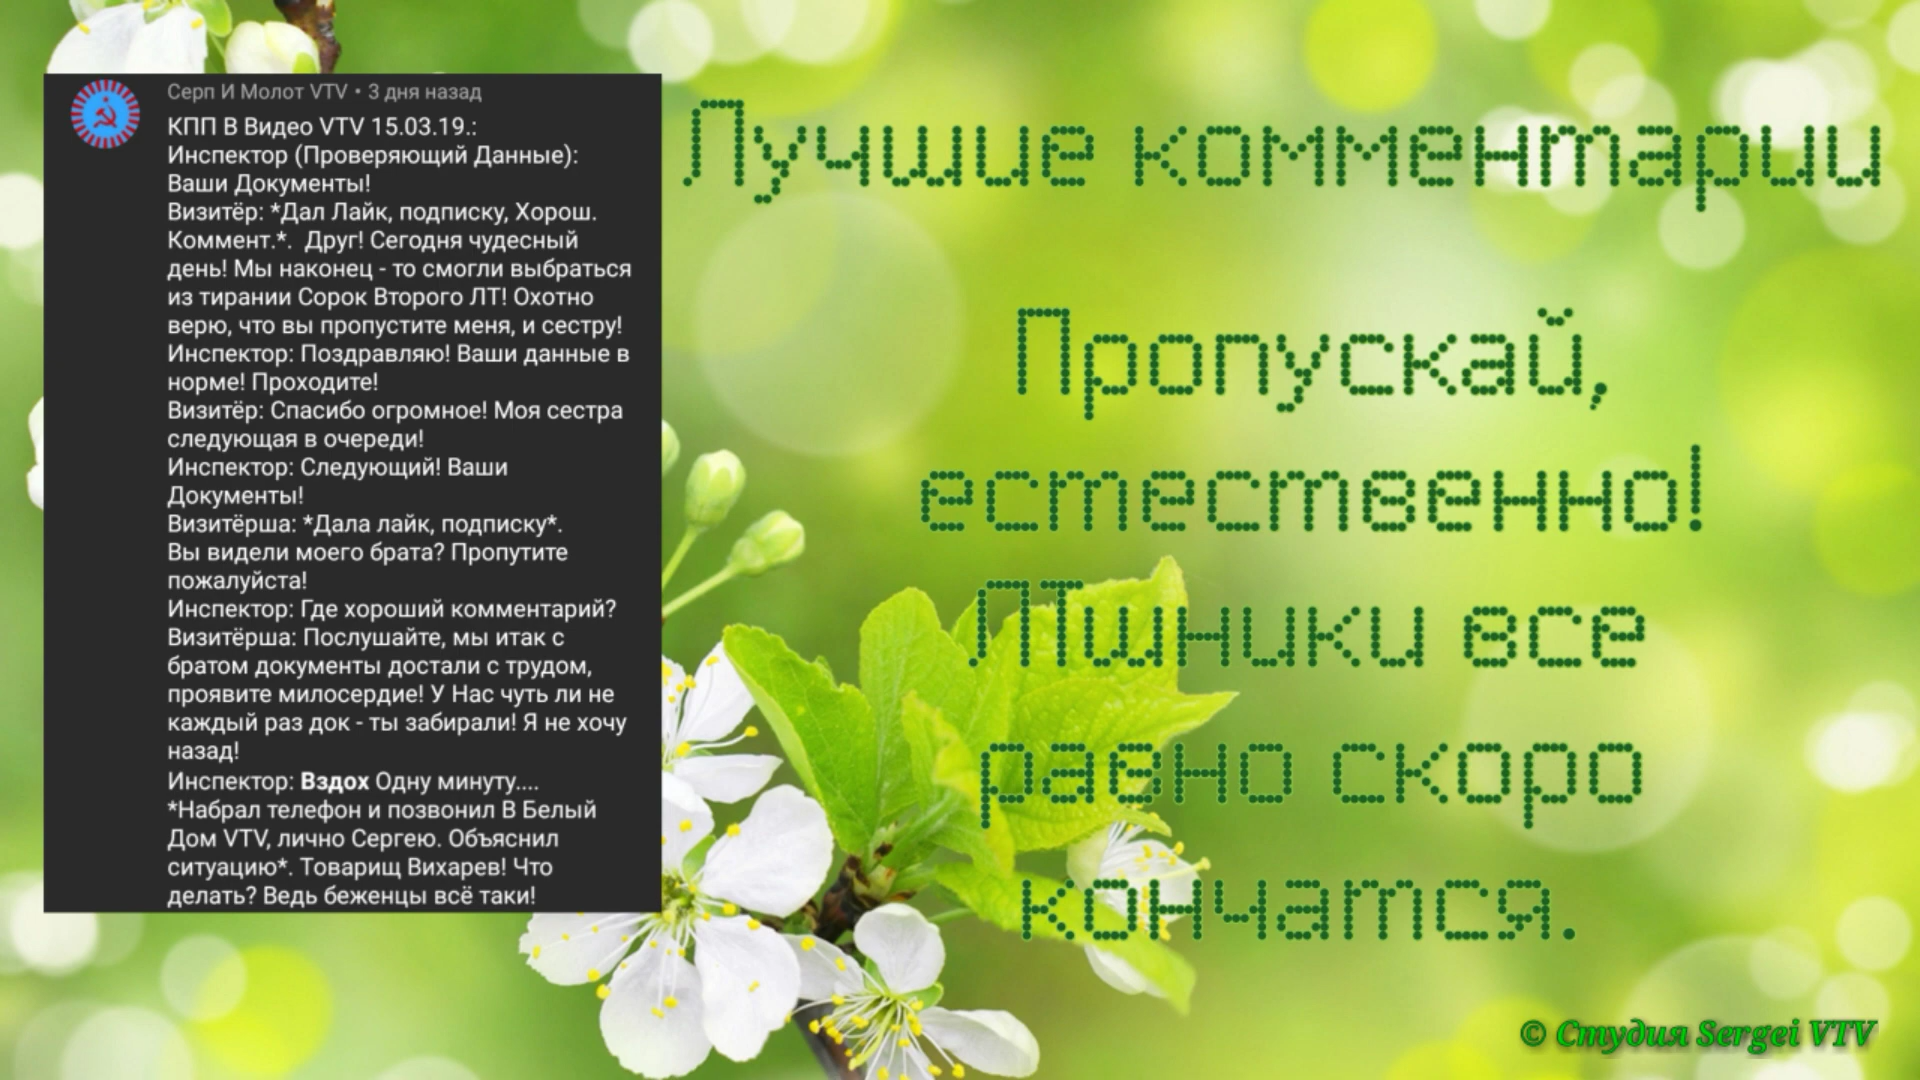 Серп И Молот VTV • 3 дня назад
КПП В Видео VTV 15.03.19.:
Инспектор (Проверяющий Данные):
Ваши Документы!
Визитёр: *Дал Лайк, подписку, Хорош.
Коммент.*.  Друг! Сегодня чудесный
день! Мы наконец - то смогли выбраться
из тирании Сорок Второго ЛТ! Охотно
верю, что вы пропустите меня, и сестру!
Инспектор: Поздравляю! Ваши данные в
норме! Проходите!
Визитёр: Спасибо огромное! Моя сестра
следующая в очереди!
Инспектор: Следующий! Ваши
Документы!
Визитёрша: *Дала лайк, подписку*.
Вы видели моего брата? Пропутите
пожалуйста!
Инспектор: Где хороший комментарий?
Визитёрша: Послушайте, мы итак с
братом документы достали с трудом,
проявите милосердие! У Нас чуть ли не
каждый раз док - ты забирали! Я не хочу
назад!
Инспектор: Вздох Одну минуту....
*Набрал телефон и позвонил В Белый
Дом VTV, лично Сергею. Объяснил
ситуацию*. Товарищ Вихарев! Что
делать? Ведь беженцы всё таки!
Лучшие комментарии
Пропускай,
естественно!
ЛТшники все
равно скоро
кончатся.
© Студия Sergei VTV